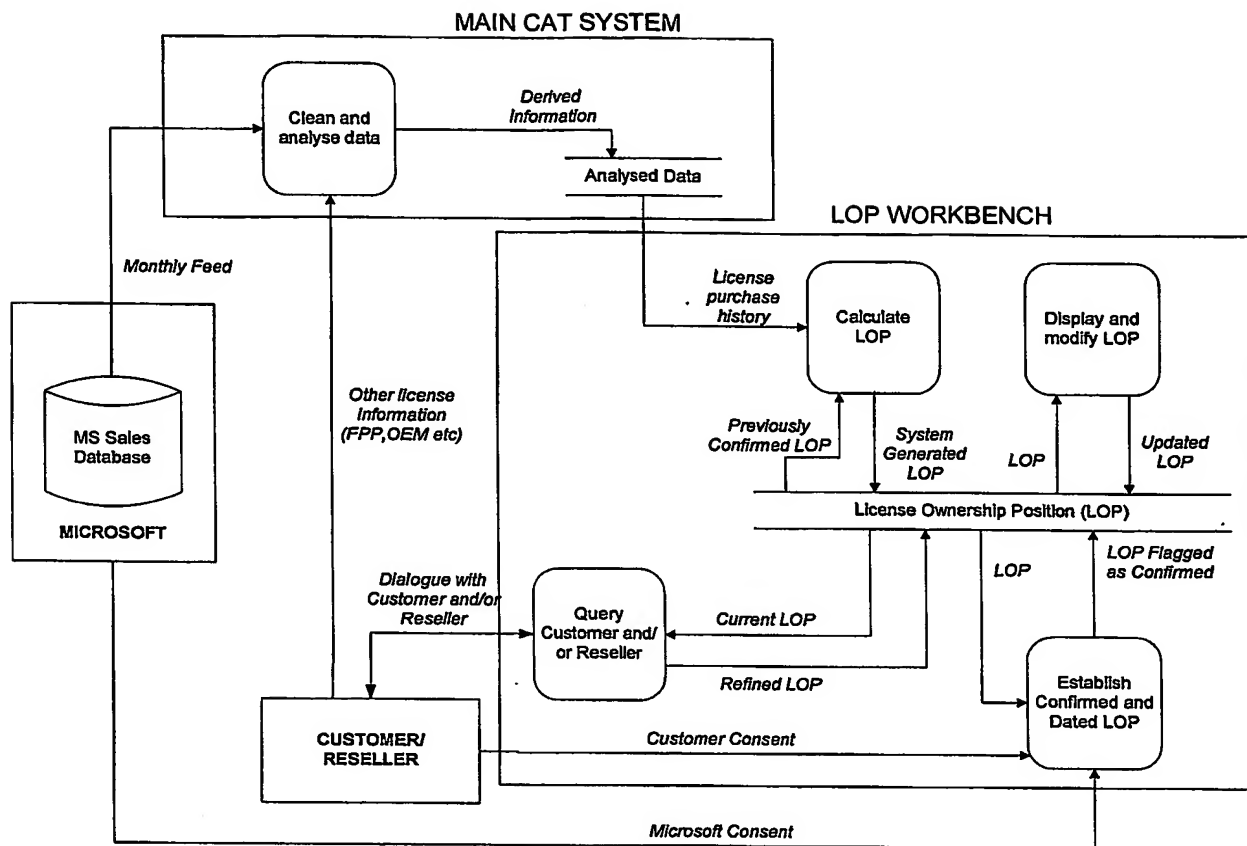 MAIN CAT SYSTEM
Clean and
analyse data
Derived
Information
Analysed Data
LOP WORKBENCH
Monthly Feed
License
purchase
history
Calculate
LOP
Display and
modify LOP
MS Sales
Database
MICROSOFT
Other license
Information
(FPP,OEM etc)
Previously
Confirmed LOP
System
Generated
LOP
LOP
Updated
LOP
License Ownership Position (LOP)
Dialogue with
Customer and/or
Reseller
Query
Customer and/
or Reseller
Current LOP
Refined LOP
LOP
LOP Flagged
as Confirmed
Establish
Confirmed and
Dated LOP
CUSTOMER/
RESELLER
Customer Consent
Microsoft Consent